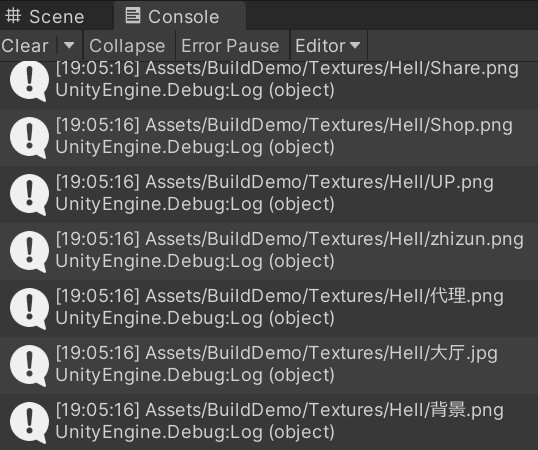 Scene Console
Clear Collapse Error Pause Editor
[19:05:16] Assets/BuildDemo/Textures/Hell/Share.png
UnityEngine.Debug:Log (object)
[19:05:16] Assets/BuildDemo/Textures/Hell/Shop.png
UnityEngine.Debug:Log (object)
[19:05:16] Assets/BuildDemo/Textures/Hell/UP.png
UnityEngine.Debug:Log (object)
[19:05:16] Assets/BuildDemo/Textures/Hell/zhizun.png
UnityEngine.Debug:Log (object)
[19:05:16] Assets/BuildDemo/Textures/Hell/代理.png
UnityEngine.Debug:Log (object)
[19:05:16] Assets/BuildDemo/Textures/Hell/大厅.jpg
UnityEngine.Debug:Log (object)
[19:05:16] Assets/BuildDemo/Textures/Hell/背景.png
UnityEngine.Debug:Log (object)